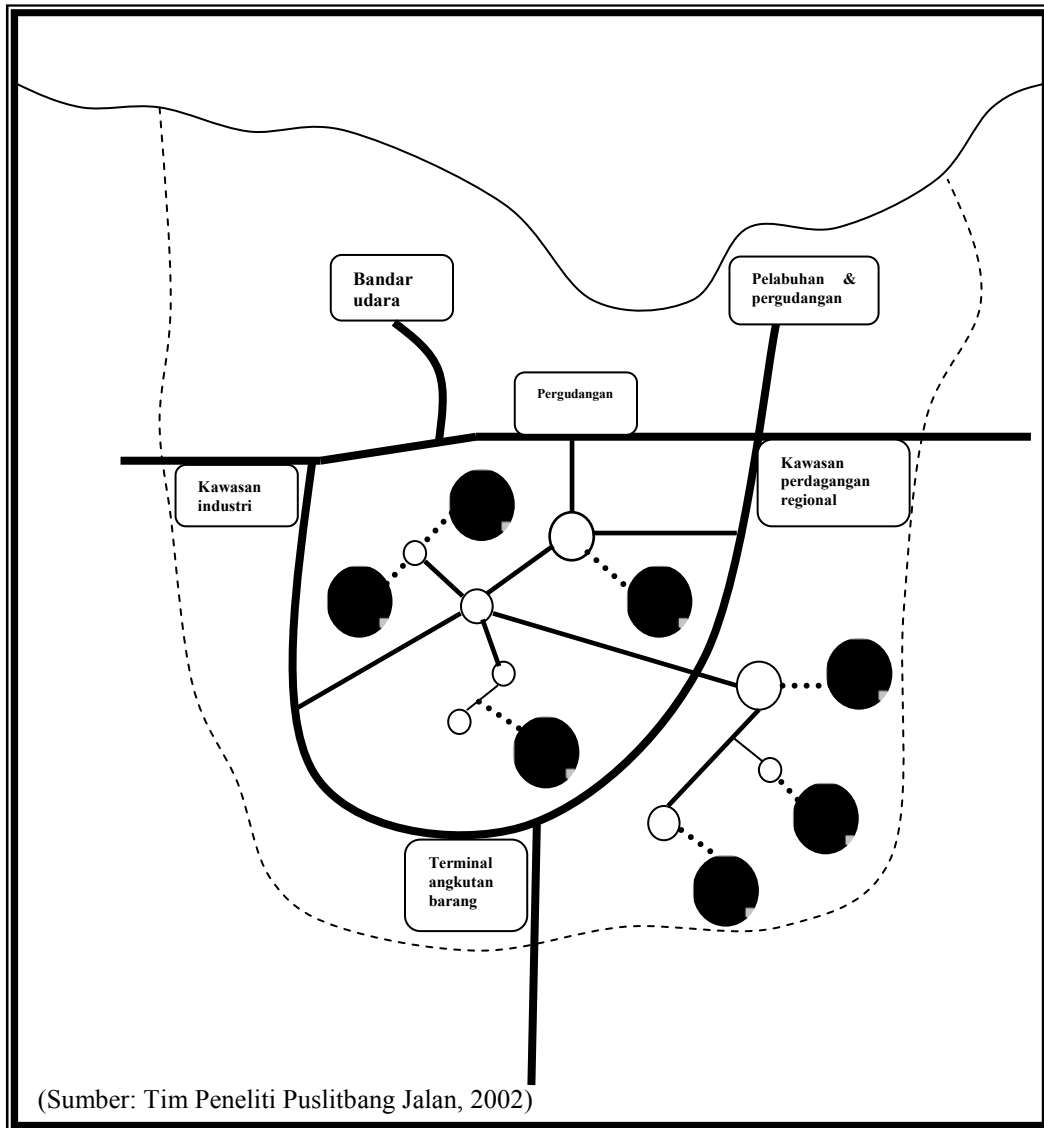 Bandar
udara
Pelabuhan &
pergudangan
Pergudangan
Kawasan
industri
Kawasan
perdagangan
regional
Terminal
angkutan
barang
(Sumber: Tim Peneliti Puslitbang Jalan, 2002)